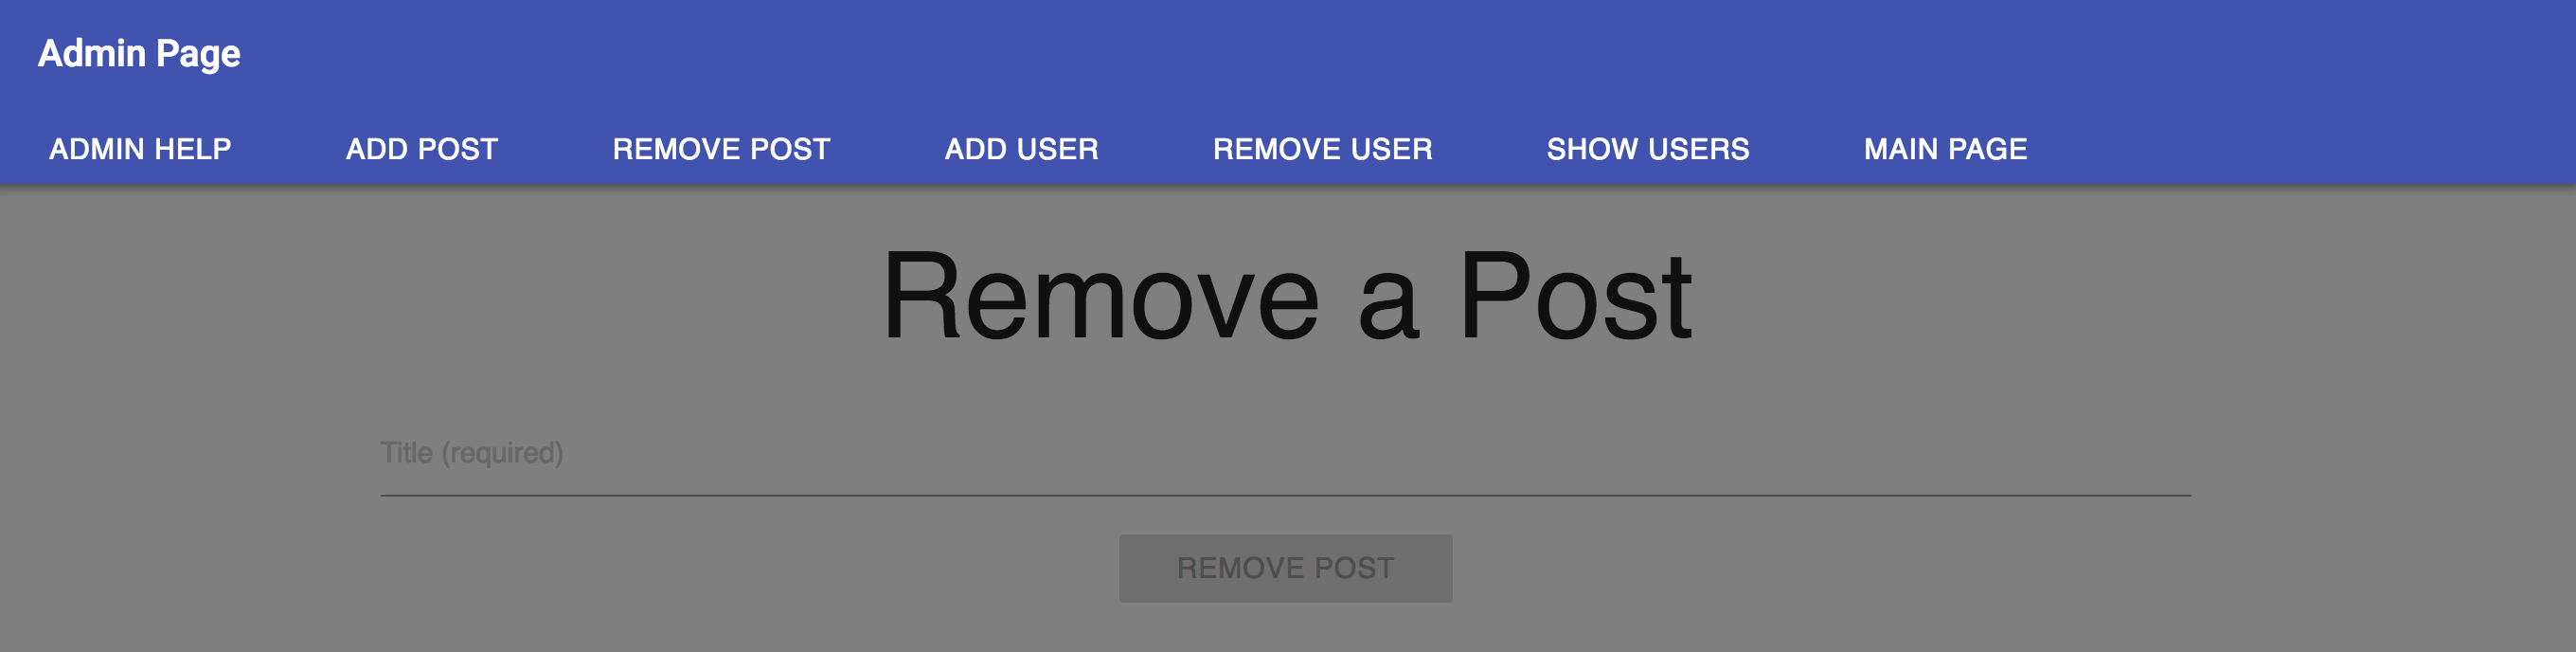 Admin Page
ADMIN HELP ADD POST REMOVE POST ADD USER REMOVE USER SHOW USERS MAIN PAGE
Remove a Post
Title (required)
REMOVE POST